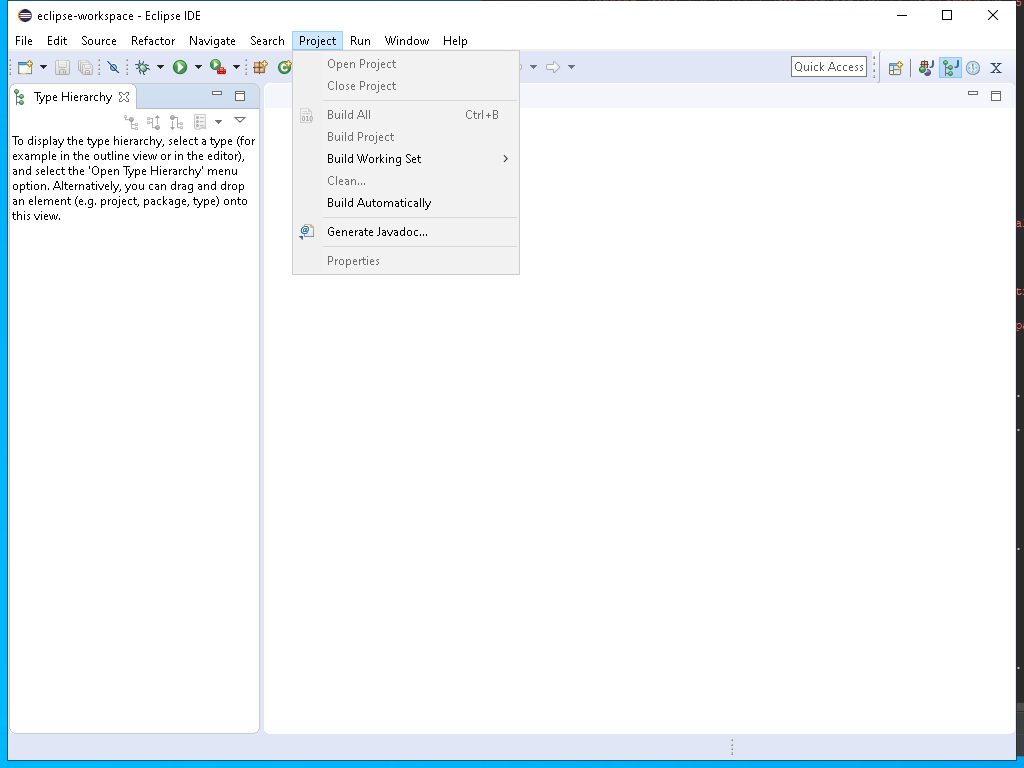 eclipse-workspace - Eclipse IDE
File Edit Source Refactor Navigate Search Project Run Window Help
Quick Access
Type Hierarchy
To display the type hierarchy, select a type (for
example in the outline view or in the editor),
and select the 'Open Type Hierarchy' menu
option. Alternatively, you can drag and drop
an element (e.g. project, package, type) onto
this view.
Open Project
Close Project
Build All Ctrl+B
Build Project
Build Working Set
Clean...
Build Automatically
Generate Javadoc...
Properties